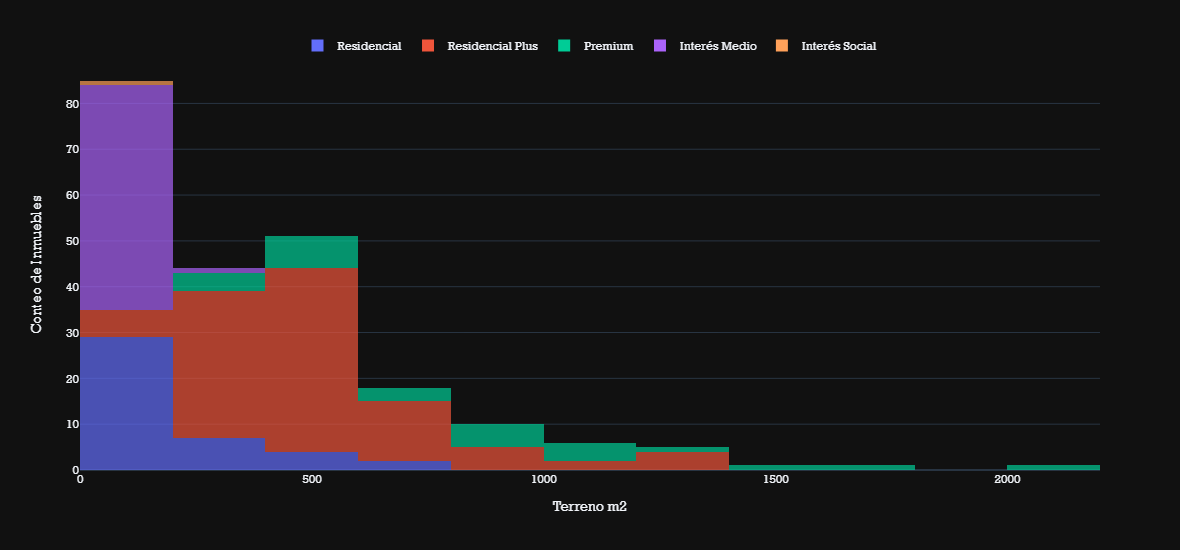 Residencial Residencial Plus Premium Interés Medio Interés Social
80
70
60
50
40
30
20
10
0
Conteo de Inmuebles
0 500 1000 1500 2000
Terreno m2